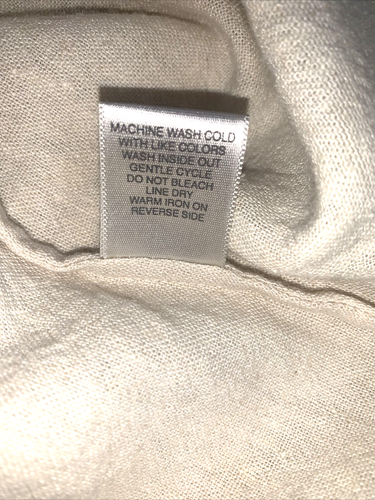 MACHINE WASH COLD
WITH LIKE COLORS
WASH INSIDE OUT
GENTLE CYCLE
DO NOT BLEACH
LINE DRY
WARM IRON ON
REVERSE SIDE